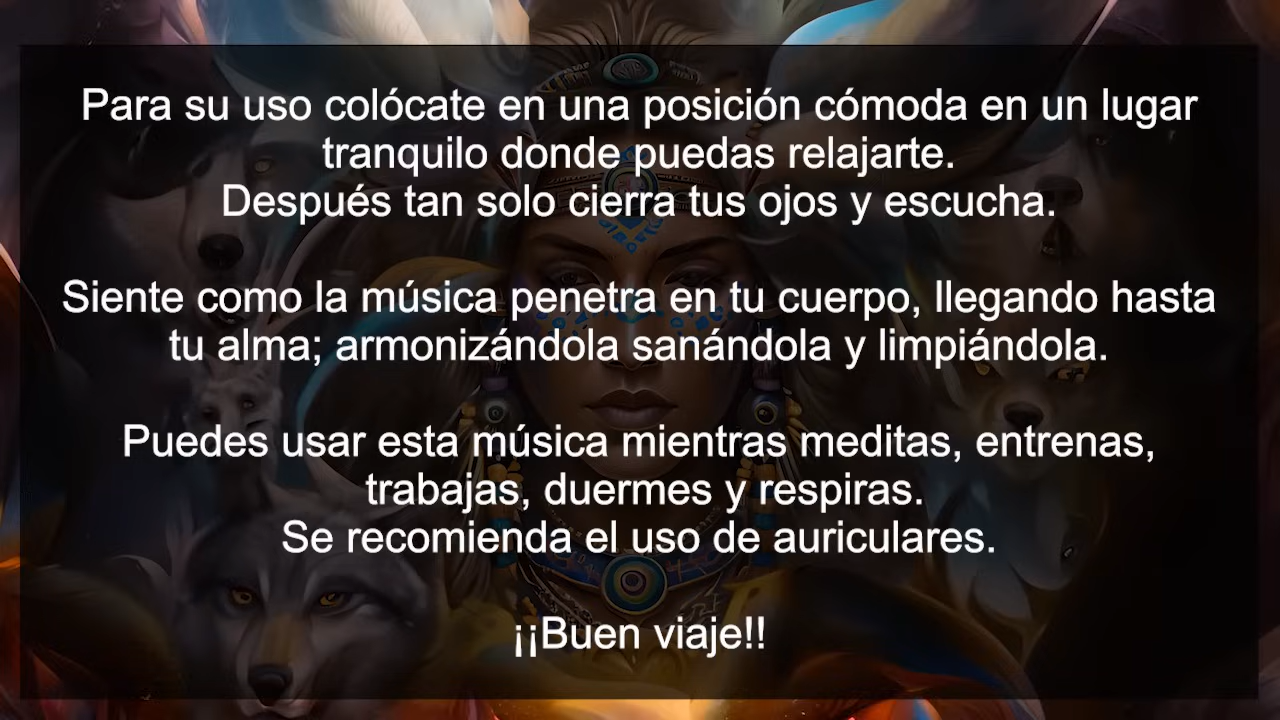 Para su uso colócate en una posición cómoda en un lugar
tranquilo donde puedas relajarte.
Después tan solo cierra tus ojos y escucha.
Siente como la música penetra en tu cuerpo, llegando hasta
tu alma; armonizándola sanándola y limpiándola.
Puedes usar esta música mientras meditas, entrenas,
trabajas, duermes y respiras.
Se recomienda el uso de auriculares.
¡¡Buen viaje!!